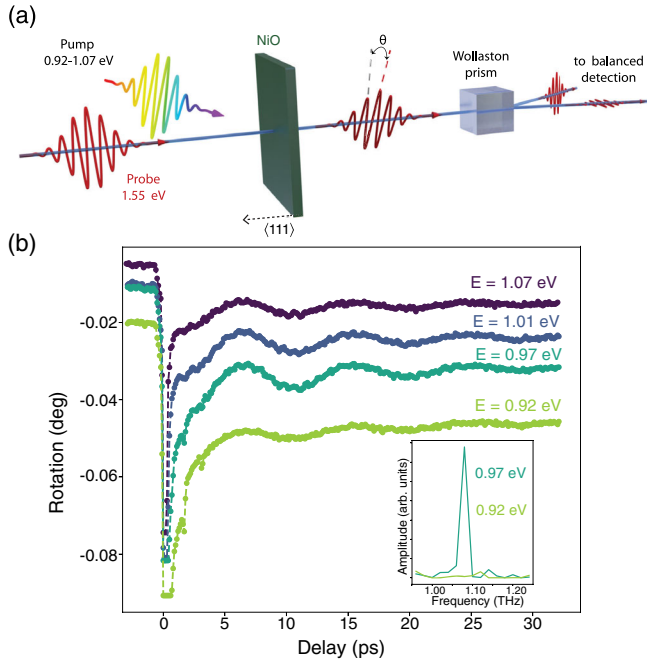 (a)
Pump
0.92-1.07 eV
NiO
θ
Wollaston
prism
to balanced
detection
Probe
1.55 eV
⟨111⟩
(b)
E = 1.07 eV
E = 1.01 eV
E = 0.97 eV
E = 0.92 eV
Rotation (deg)
-0.02
-0.04
-0.06
-0.08
0.97 eV
0.92 eV
Amplitude (arb. units)
1.00 1.10 1.20
Frequency (THz)
0 5 10 15 20 25 30
Delay (ps)